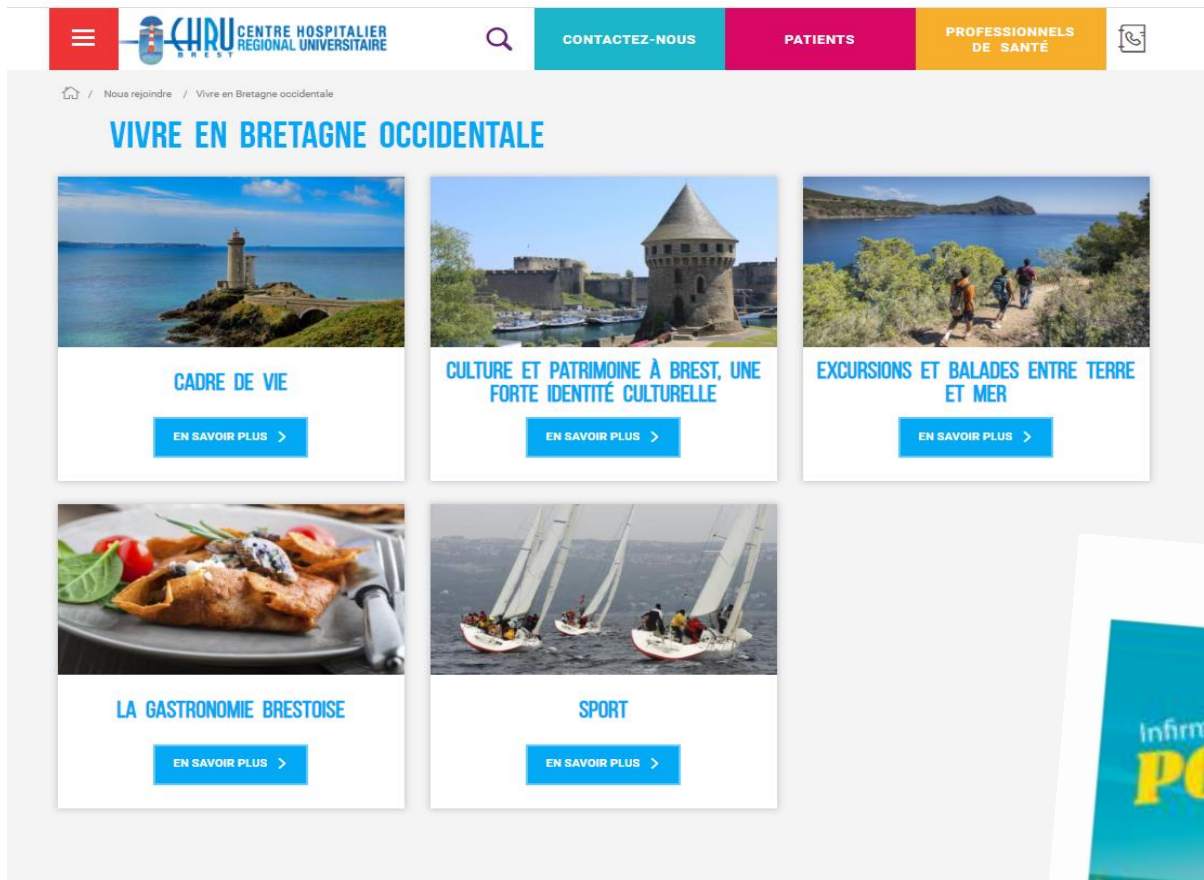 CHRU CENTRE HOSPITALIER
REGIONAL UNIVERSITAIRE
BREST
CONTACTEZ-NOUS
PATIENTS
PROFESSIONNELS
DE SANTÉ
/ Nous rejoindre / Vivre en Bretagne occidentale
VIVRE EN BRETAGNE OCCIDENTALE
CADRE DE VIE
EN SAVOIR PLUS >
CULTURE ET PATRIMOINE À BREST, UNE
FORTE IDENTITÉ CULTURELLE
EN SAVOIR PLUS >
EXCURSIONS ET BALADES ENTRE TERRE
ET MER
EN SAVOIR PLUS >
LA GASTRONOMIE BRESTOISE
EN SAVOIR PLUS >
SPORT
EN SAVOIR PLUS >